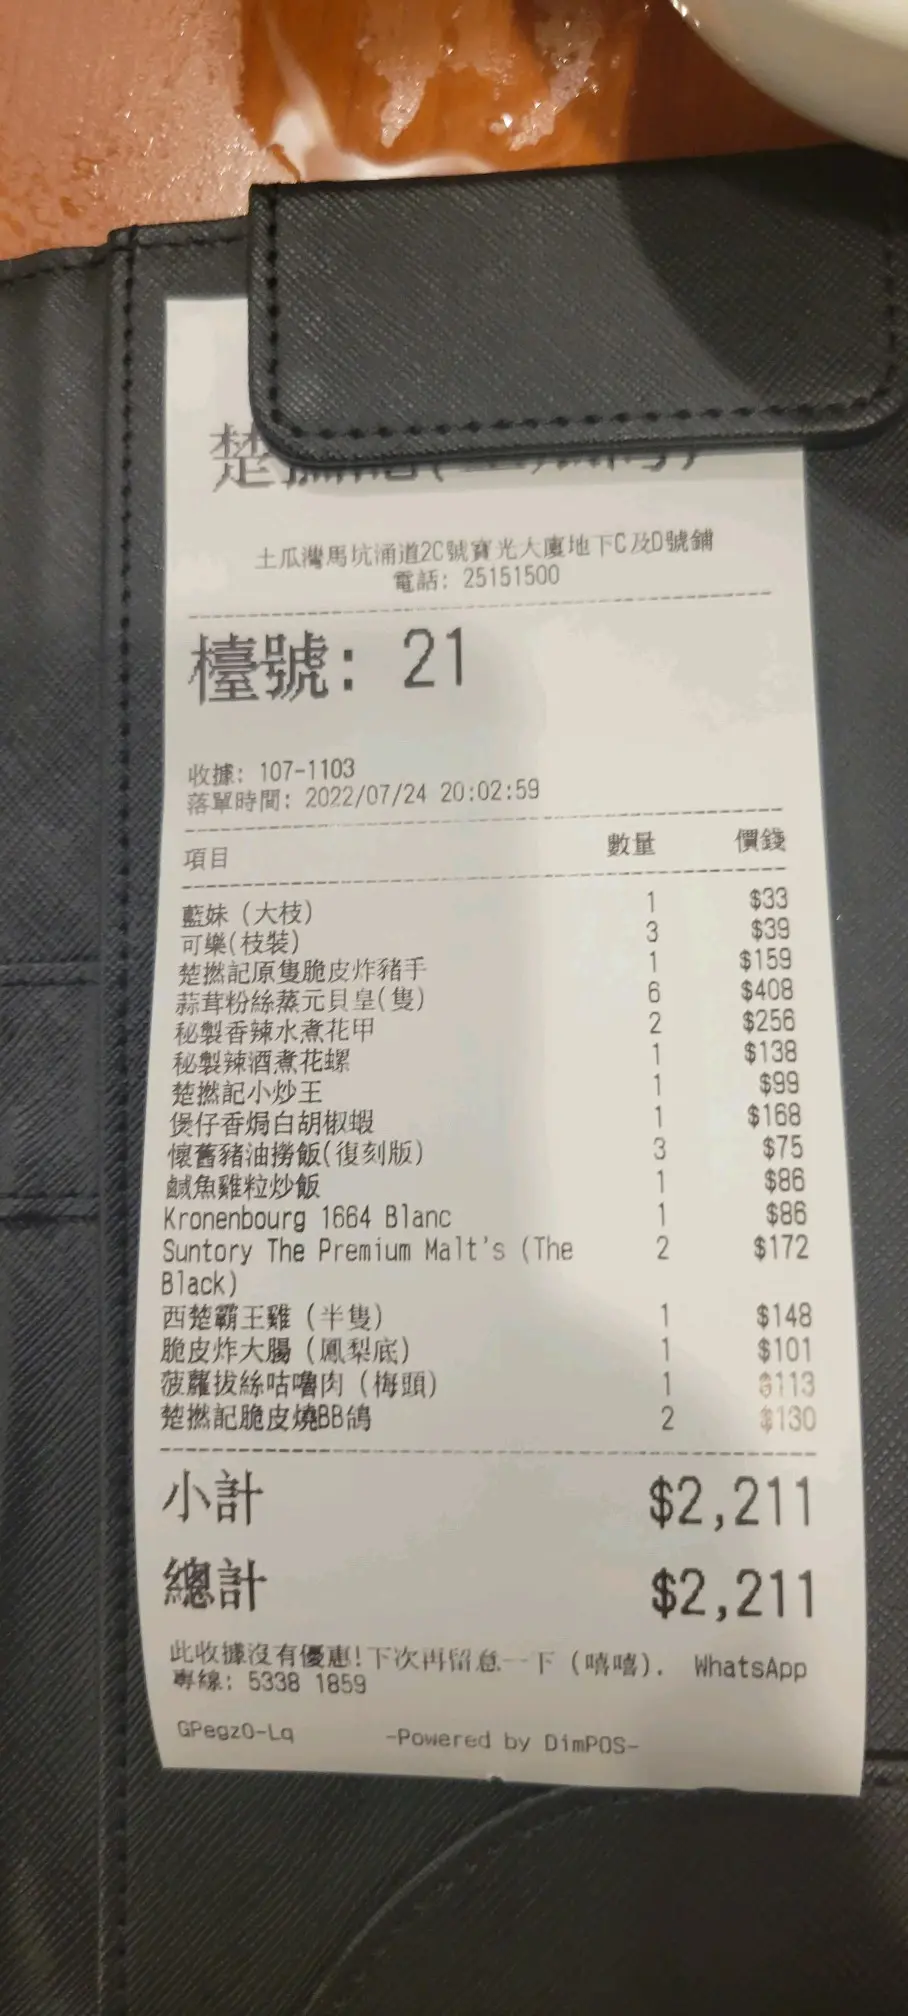 楚
土瓜灣馬坑涌道2C號寶光大廈地下C及D號鋪
電話: 25151500
檯號: 21
收據: 107-1103
落單時間: 2022/07/24 20:02:59
項目 數量 價錢
藍妹 (大枝) 1 $33
可樂(枝裝) 3 $39
楚撚記原隻脆皮炸豬手 1 $159
蒜茸粉絲蒸元貝皇(隻) 6 $408
秘製香辣水煮花甲 2 $256
秘製辣酒煮花螺 1 $138
楚撚記小炒王 1 $99
煲仔香焗白胡椒蝦 1 $168
懷舊豬油撈飯(復刻版) 3 $75
鹹魚雞粒炒飯 1 $86
Kronenbourg 1664 Blanc 1 $86
Suntory The Premium Malt's (The 2 $172
Black)
西楚霸王雞 (半隻) 1 $148
脆皮炸大腸 (鳳梨底) 1 $101
菠蘿拔絲咕嚕肉 (梅頭) 1 $113
楚撚記脆皮燒BB鴿 2 $130
小計 $2,211
總計 $2,211
此收據沒有優惠!下次再留意一下 (嘻嘻). WhatsApp
專線: 5338 1859
GPegzO-Lq -Powered by DimPOS-